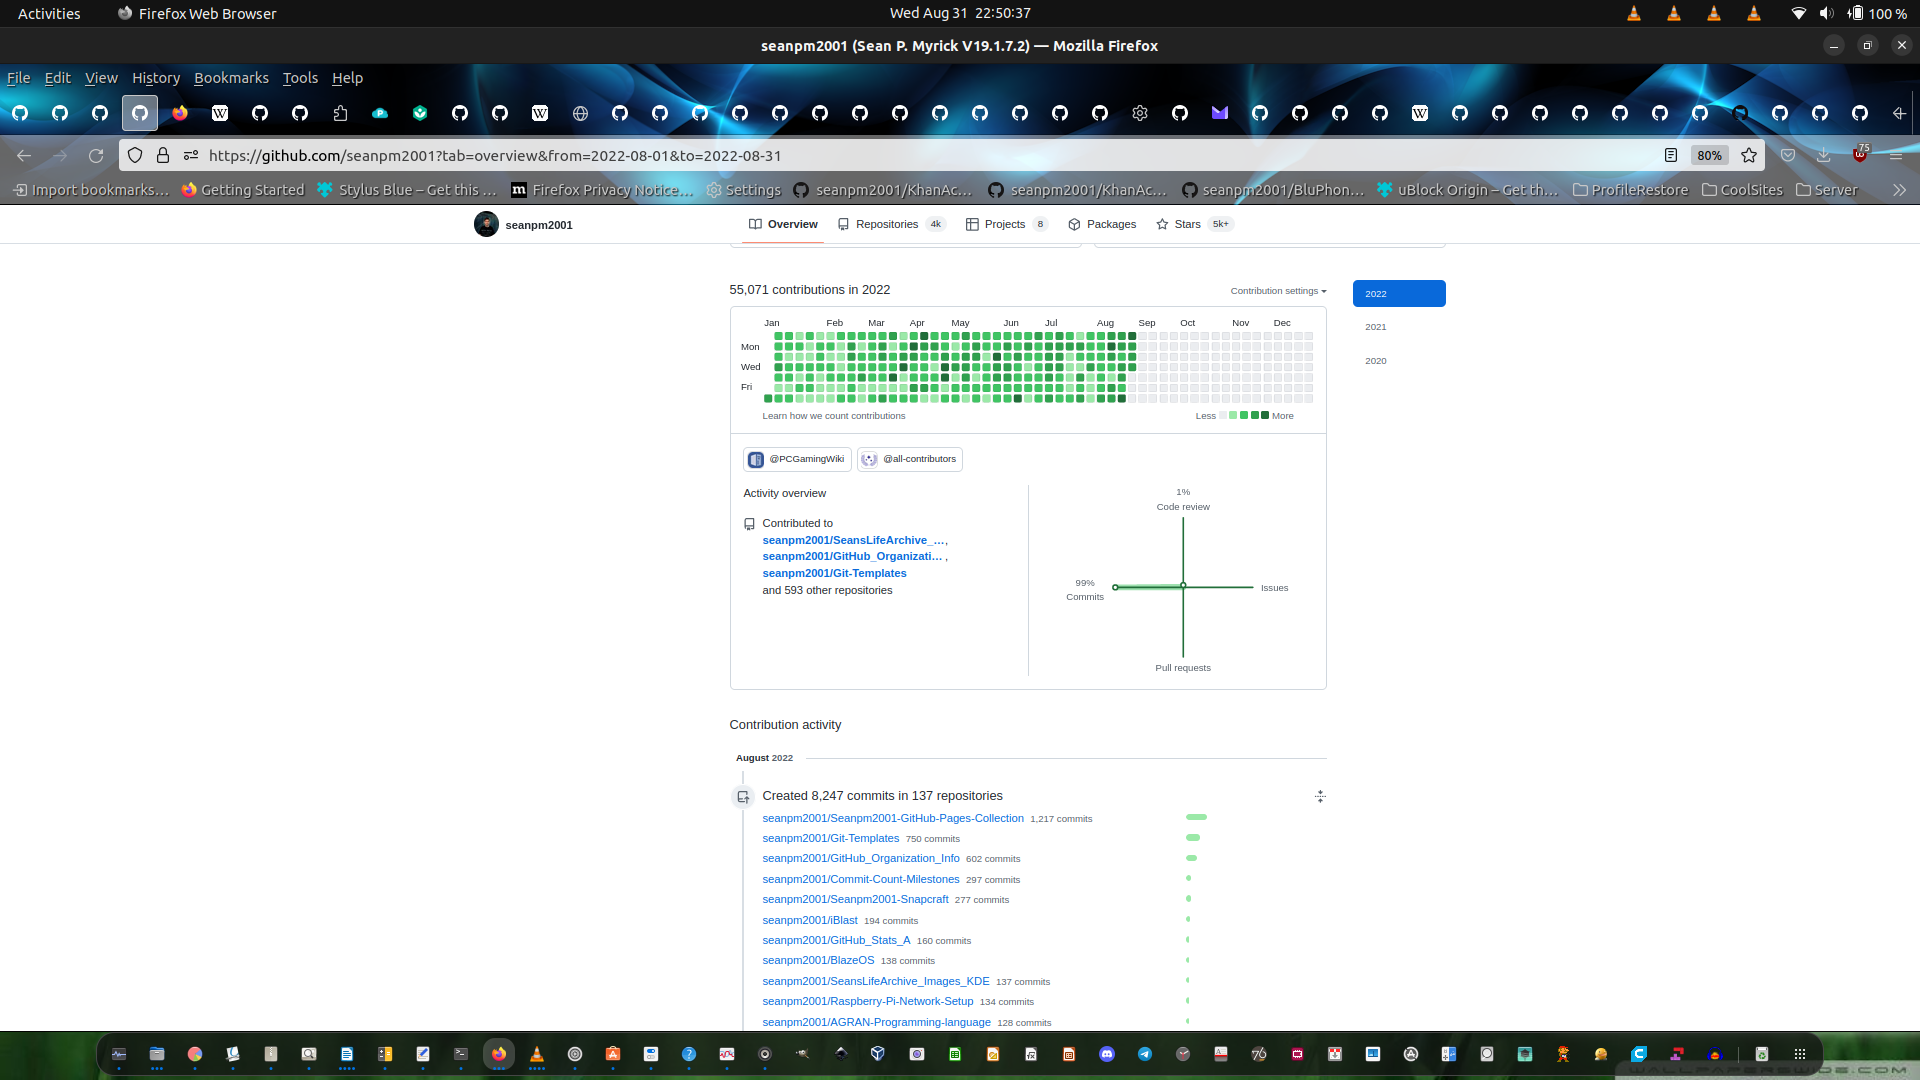 Activities Firefox Web Browser Wed Aug 31 22:50:37 100 %
seanpm2001 (Sean P. Myrick V19.1.7.2) — Mozilla Firefox
File Edit View History Bookmarks Tools Help
https://github.com/seanpm2001?tab=overview&from=2022-08-01&to=2022-08-31 80% 75
Import bookmarks… Getting Started Stylus Blue – Get this … Firefox Privacy Notice… Settings seanpm2001/KhanAc… seanpm2001/KhanAc… seanpm2001/BluPhon… uBlock Origin – Get th… ProfileRestore CoolSites Server
seanpm2001 Overview Repositories 4k Projects 8 Packages Stars 5k+
55,071 contributions in 2022 Contribution settings 2022
Jan Feb Mar Apr May Jun Jul Aug Sep Oct Nov Dec
2021
Mon
Wed
2020
Fri
Learn how we count contributions Less More
@PCGamingWiki @all-contributors
Activity overview
1%
Code review
Contributed to
seanpm2001/SeansLifeArchive_…,
seanpm2001/GitHub_Organizati… ,
seanpm2001/Git-Templates
and 593 other repositories
99%
Commits
Issues
Pull requests
Contribution activity
August 2022
Created 8,247 commits in 137 repositories
seanpm2001/Seanpm2001-GitHub-Pages-Collection 1,217 commits
seanpm2001/Git-Templates 750 commits
seanpm2001/GitHub_Organization_Info 602 commits
seanpm2001/Commit-Count-Milestones 297 commits
seanpm2001/Seanpm2001-Snapcraft 277 commits
seanpm2001/iBlast 194 commits
seanpm2001/GitHub_Stats_A 160 commits
seanpm2001/BlazeOS 138 commits
seanpm2001/SeansLifeArchive_Images_KDE 137 commits
seanpm2001/Raspberry-Pi-Network-Setup 134 commits
seanpm2001/AGRAN-Programming-language 128 commits
WALLPAPERSWIDE.COM